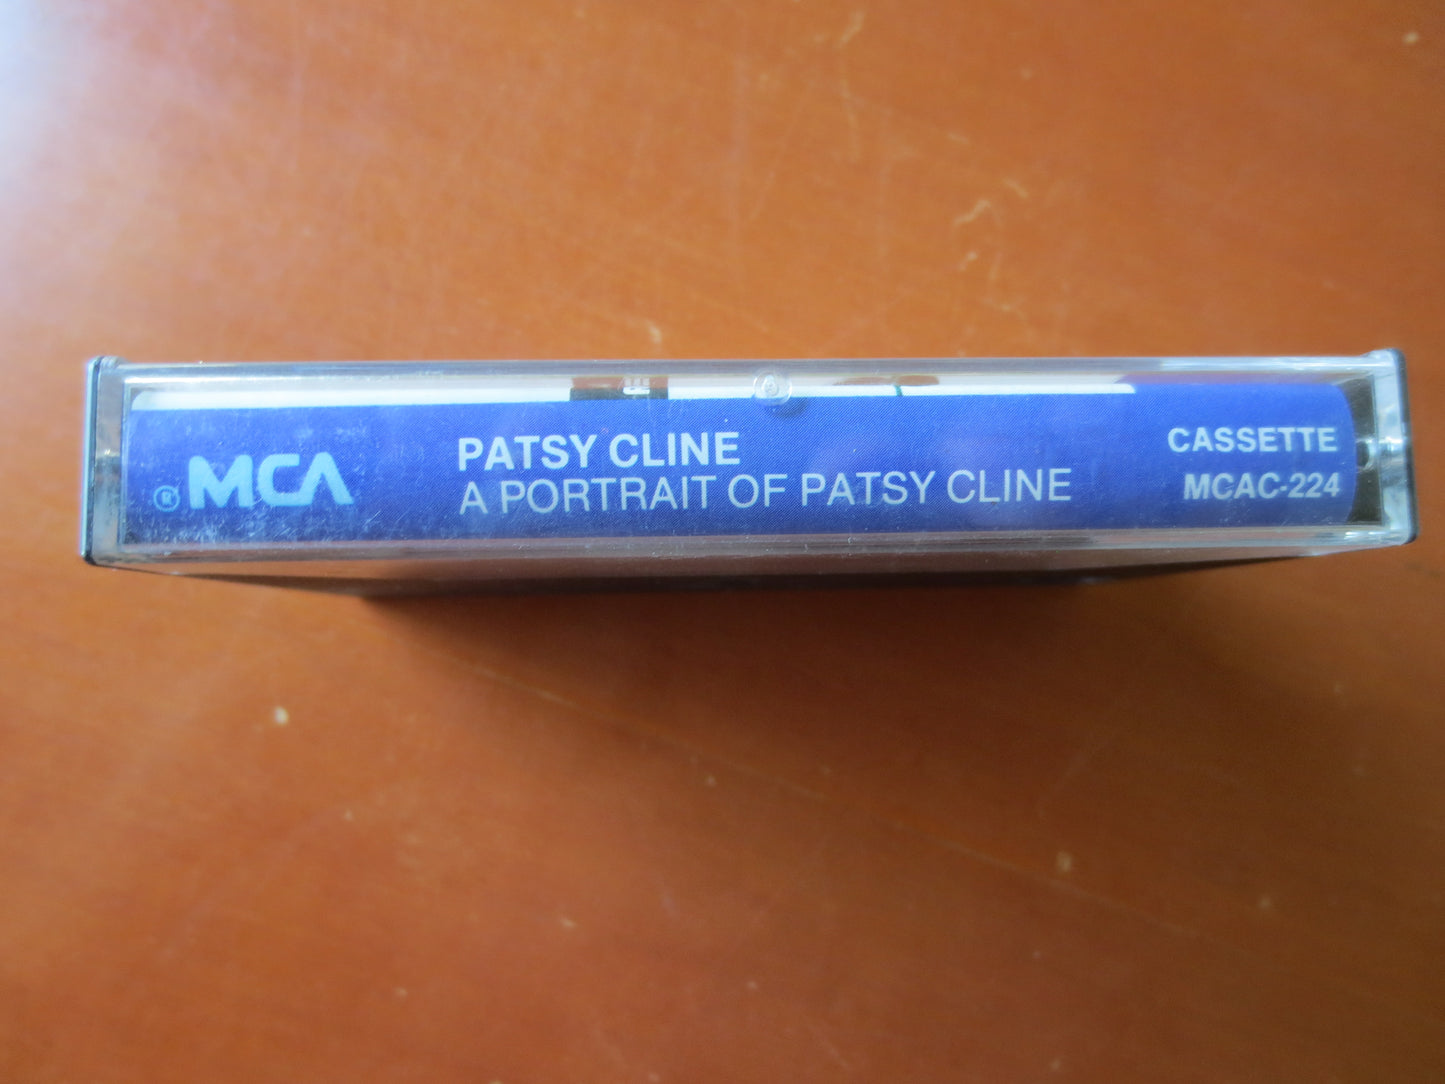 ® MCA
PATSY CLINE
A PORTRAIT OF PATSY CLINE
CASSETTE
MCAC-224